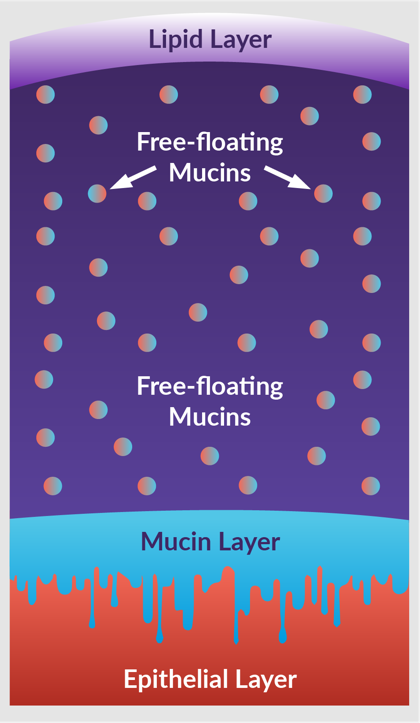 Lipid Layer
Free-floating
Mucins
Free-floating
Mucins
Mucin Layer
Epithelial Layer